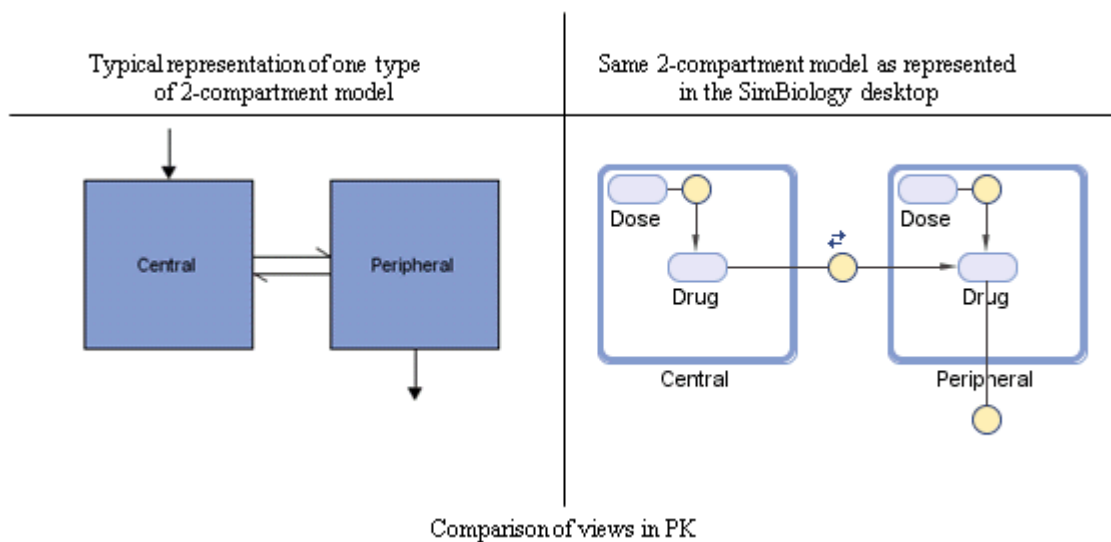 Typical representation of one type
of 2-compartment model
Same 2-compartment model as represented
in the SimBiology desktop
Central
Peripheral
Dose
Drug
Central
Dose
Drug
Peripheral
Comparison of views in PK